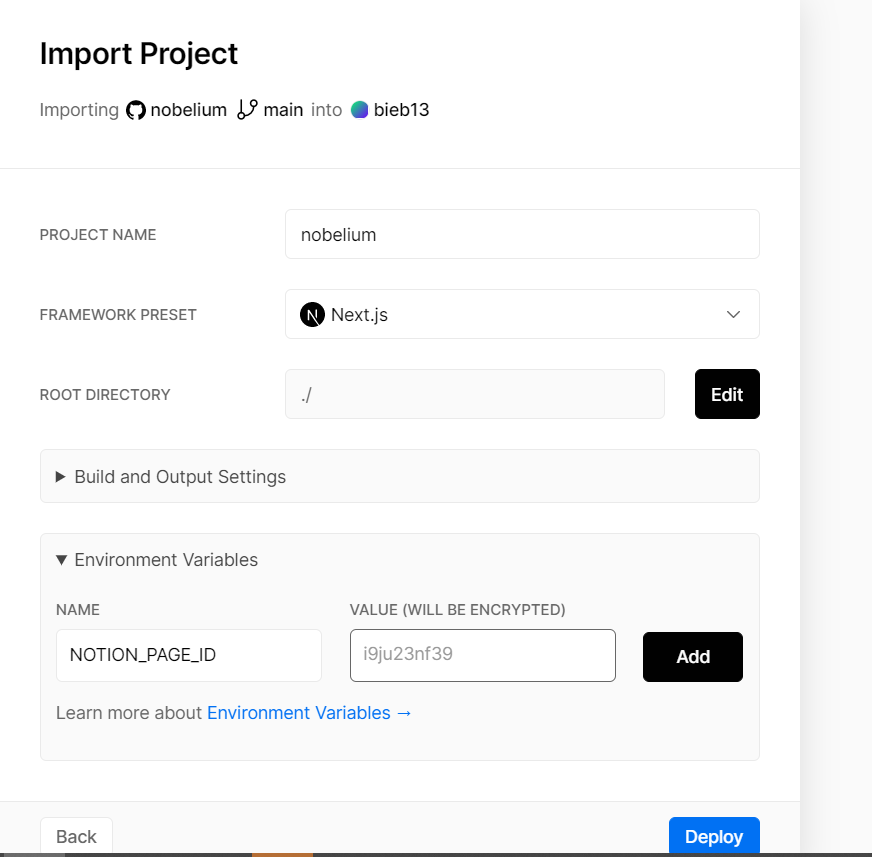 Import Project
Importing nobelium main into bieb13
PROJECT NAME
nobelium
FRAMEWORK PRESET
N Next.js
ROOT DIRECTORY
./
Edit
Build and Output Settings
Environment Variables
NAME
VALUE (WILL BE ENCRYPTED)
NOTION_PAGE_ID
i9ju23nf39
Add
Learn more about Environment Variables →
Back
Deploy